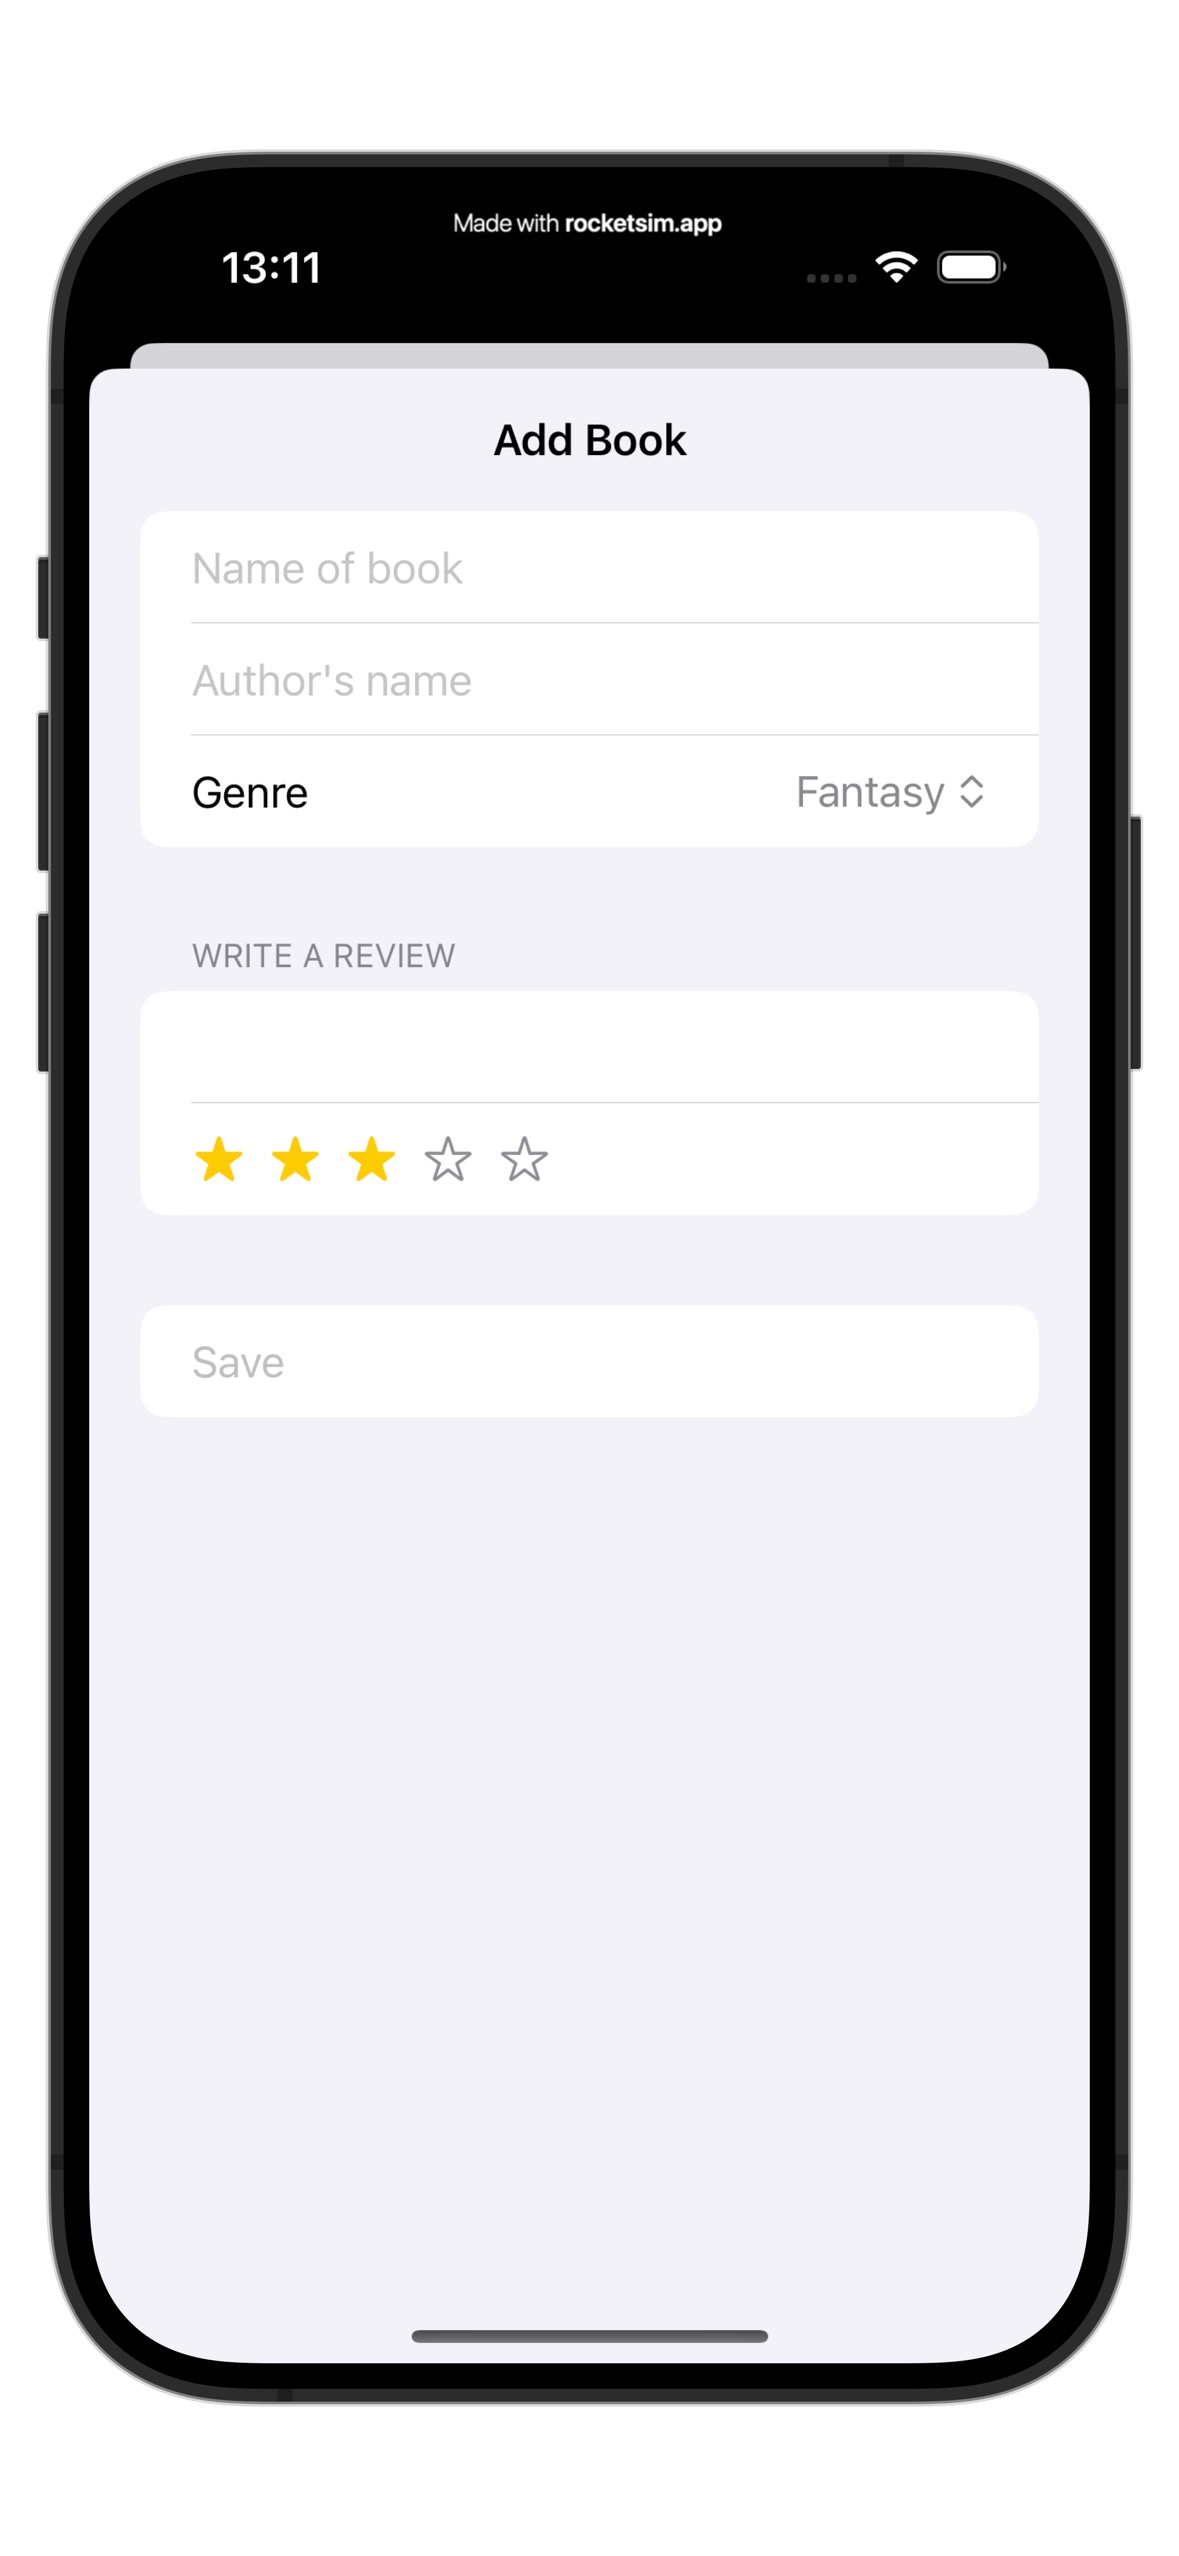 Made with rocketsim.app
13:11
Add Book
Name of book
Author's name
Genre Fantasy
WRITE A REVIEW
Save